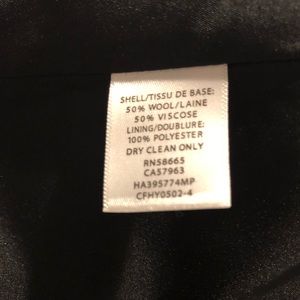 SHELL/TISSU DE BASE:
50% WOOL/LAINE
50% VISCOSE
LINING/DOUBLURE:
100% POLYESTER
DRY CLEAN ONLY
RN58665
CA57963
HA395774MP
CFHY0502-4